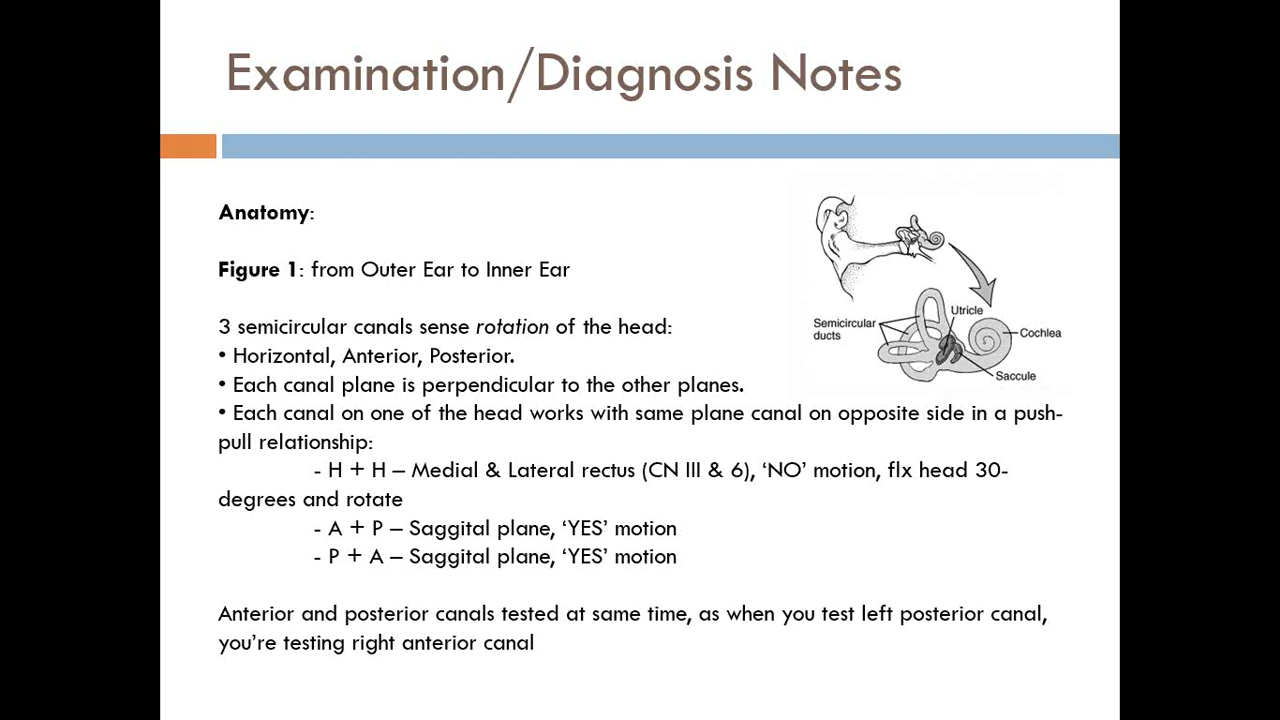 Examination/Diagnosis Notes
Anatomy:
Figure 1: from Outer Ear to Inner Ear
3 semicircular canals sense rotation of the head:
• Horizontal, Anterior, Posterior.
• Each canal plane is perpendicular to the other planes.
• Each canal on one of the head works with same plane canal on opposite side in a push-
pull relationship:
- H + H – Medial & Lateral rectus (CN III & 6), ‘NO’ motion, flx head 30-
degrees and rotate
- A + P – Saggital plane, ‘YES’ motion
- P + A – Saggital plane, ‘YES’ motion
Anterior and posterior canals tested at same time, as when you test left posterior canal,
you’re testing right anterior canal
Utricle
Semicircular
ducts
Cochlea
Saccule